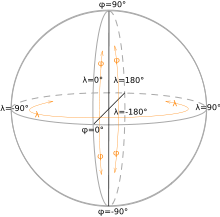 φ=90°
φ
φ
λ=0°
λ=180°
λ=-90°
λ
λ
λ=90°
λ=-180°
φ=0°
φ
φ
φ=-90°